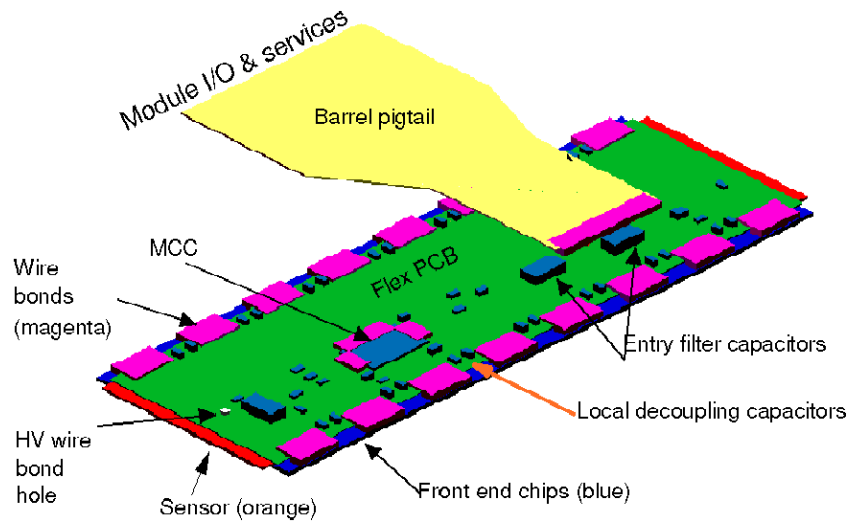 Module I/O & services
Barrel pigtail
MCC
Flex PCB
Wire
bonds
(magenta)
Entry filter capacitors
Local decoupling capacitors
HV wire
bond
hole
Sensor (orange)
Front end chips (blue)